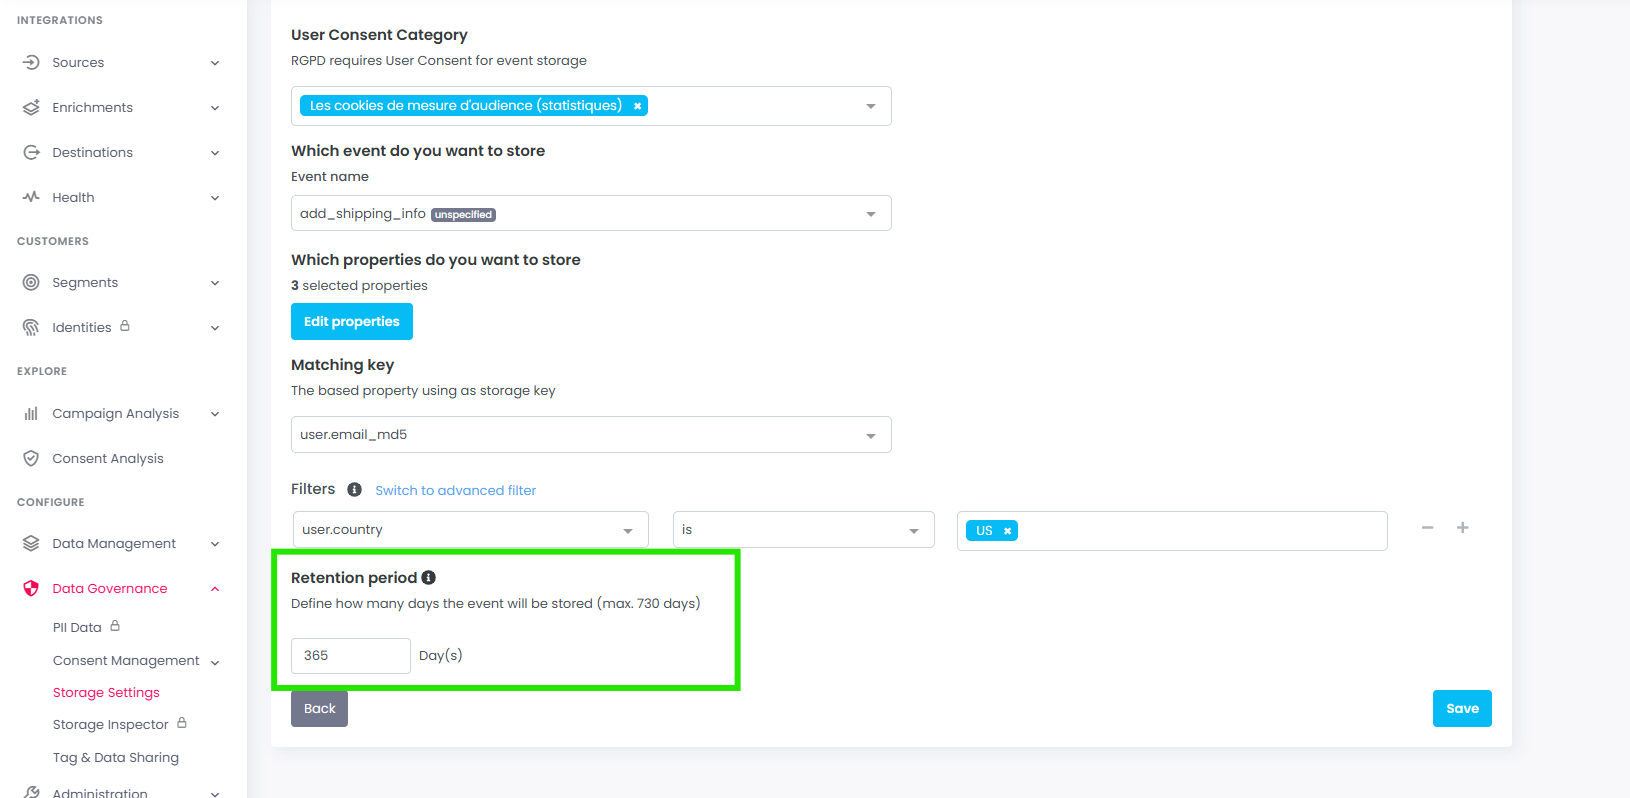 INTEGRATIONS
Sources
Enrichments
Destinations
Health
CUSTOMERS
Segments
Identities
EXPLORE
Campaign Analysis
Consent Analysis
CONFIGURE
Data Management
Data Governance
PII Data
Consent Management
Storage Settings
Storage Inspector
Tag & Data Sharing
Administration
User Consent Category
RGPD requires User Consent for event storage
Les cookies de mesure d'audience (statistiques) ×
Which event do you want to store
Event name
add_shipping_info unspecified
Which properties do you want to store
3 selected properties
Edit properties
Matching key
The based property using as storage key
user.email_md5
Filters Switch to advanced filter
user.country is US ×
Retention period
Define how many days the event will be stored (max. 730 days)
365 Day(s)
Back Save